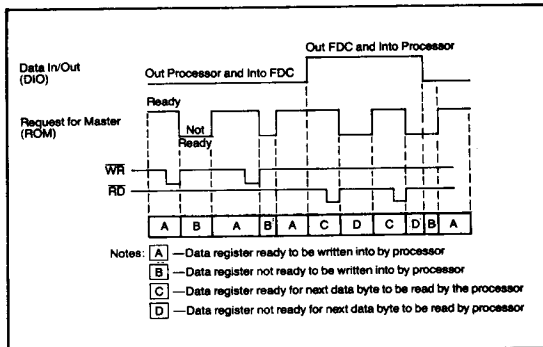 Out FDC and Into Processor
Data In/Out
(DIO)
Out Processor and Into FDC
Ready
Request for Master
(ROM)
Not
Ready
WR
RD
A B A B A C D C D B A
Notes: A —Data register ready to be written into by processor
B —Data register not ready to be written into by processor
C —Data register ready for next data byte to be read by the processor
D —Data register not ready for next data byte to be read by processor